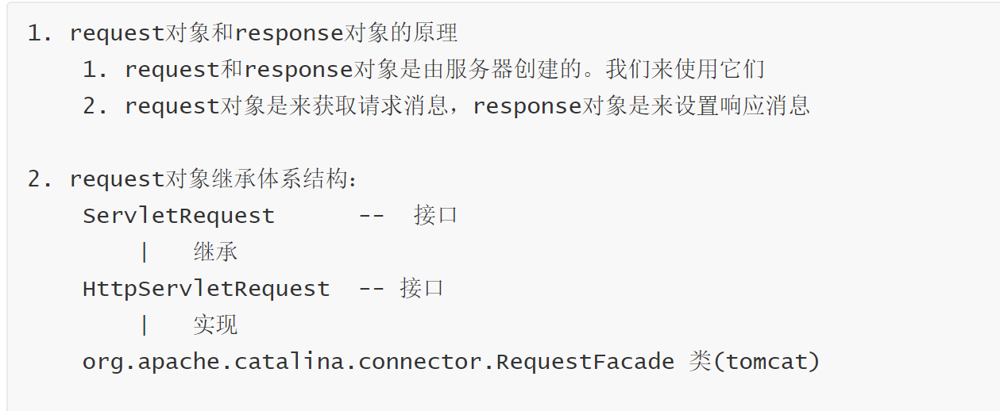 1. request对象和response对象的原理
1. request和response对象是由服务器创建的。我们来使用它们
2. request对象是来获取请求消息，response对象是来设置响应消息
2. request对象继承体系结构：
ServletRequest -- 接口
| 继承
HttpServletRequest -- 接口
| 实现
org.apache.catalina.connector.RequestFacade 类(tomcat)